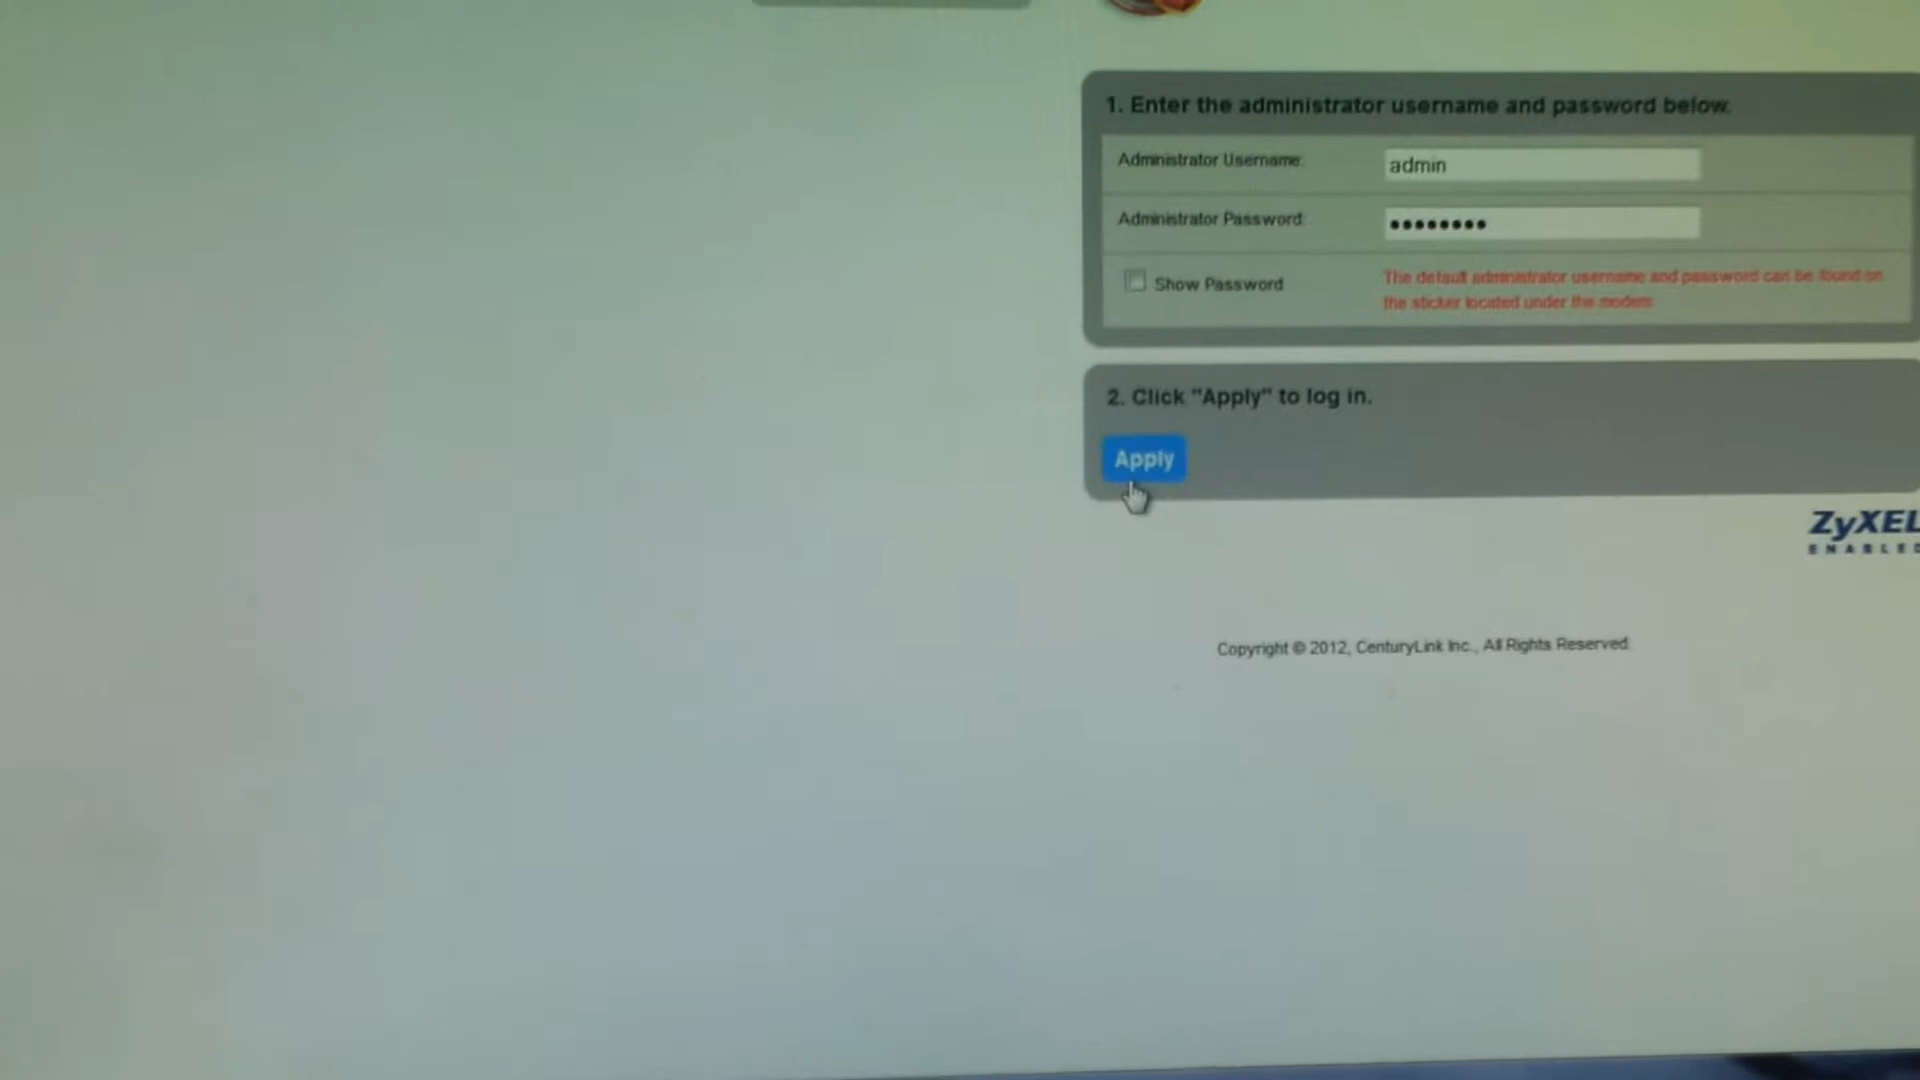 1. Enter the administrator username and password below.
Administrator Username:
admin
Administrator Password:
••••••••
Show Password
The default administrator username and password can be found on
the sticker located under the modem.
2. Click "Apply" to log in.
Apply
ZyXEL
ENABLED
Copyright © 2012, CenturyLink Inc., All Rights Reserved.